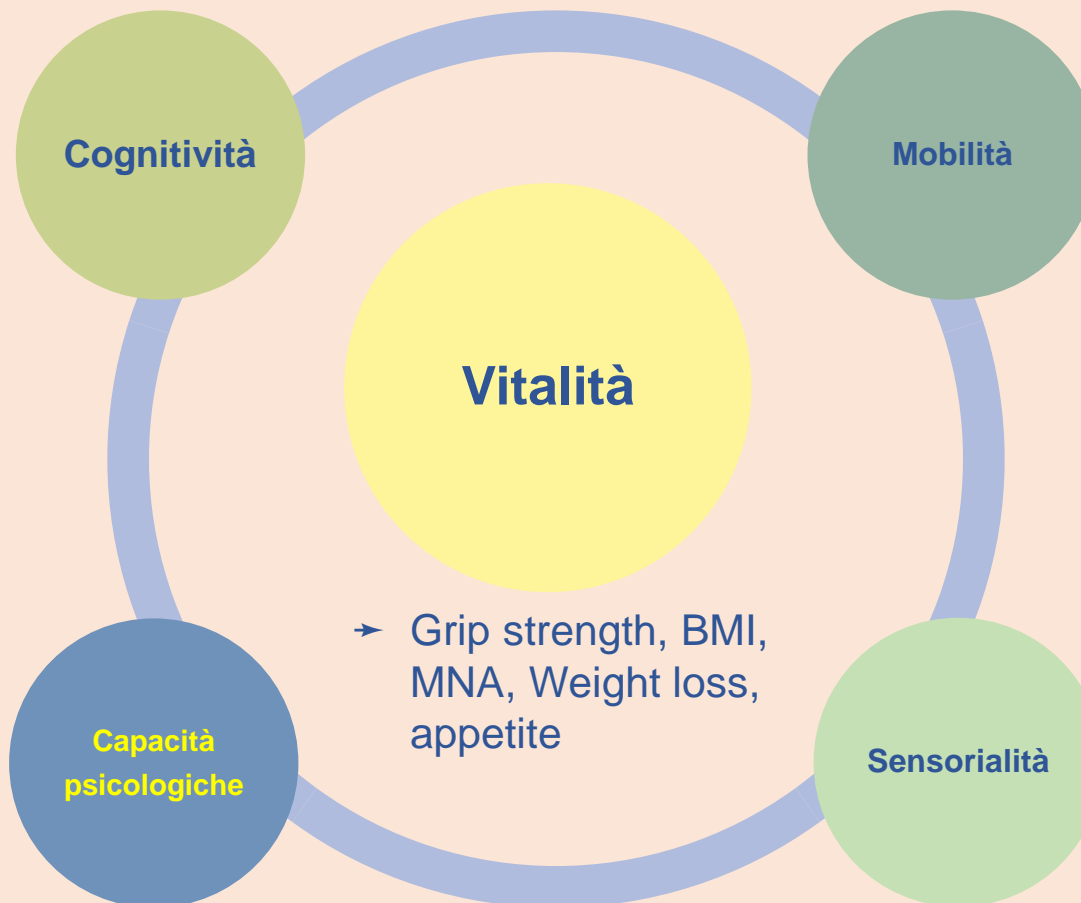 Cognitività
Mobilità
Vitalità
➛ Grip strength, BMI,
MNA, Weight loss,
appetite
Capacità
psicologiche
Sensorialità